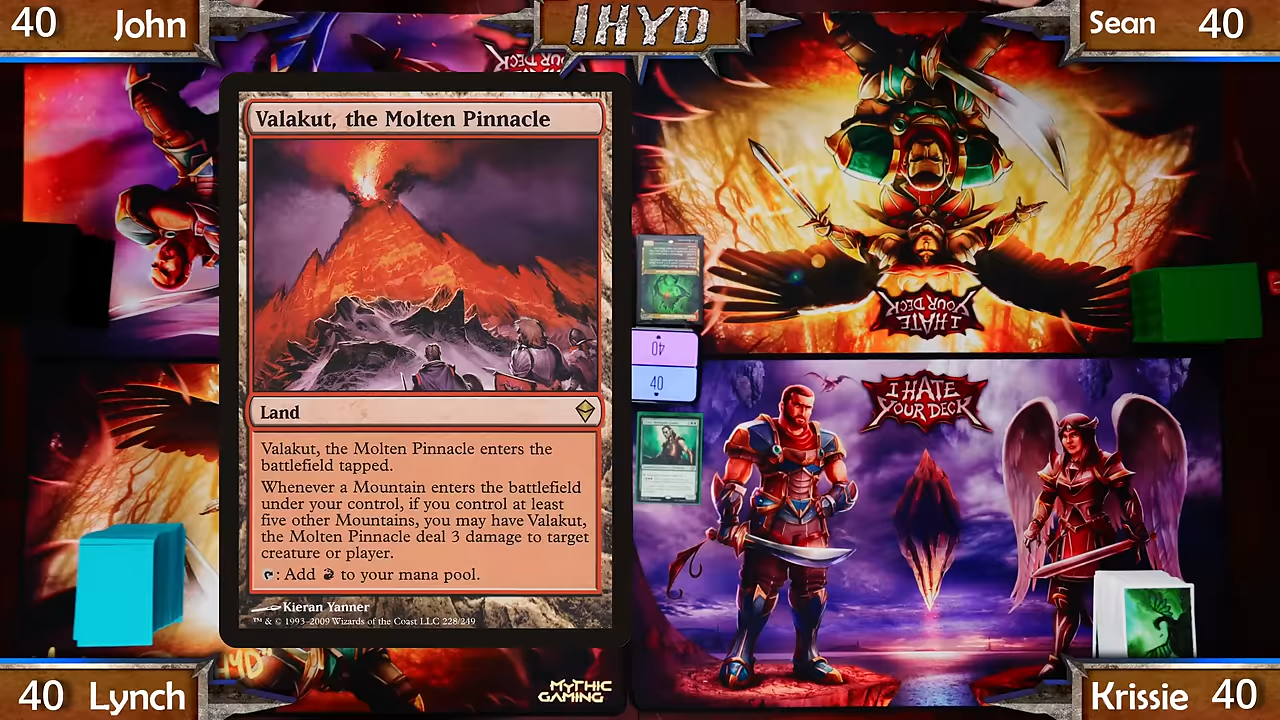 40 John
IHYD
Sean 40
Valakut, the Molten Pinnacle
Land
Valakut, the Molten Pinnacle enters the
battlefield tapped.
Whenever a Mountain enters the battlefield
under your control, if you control at least
five other Mountains, you may have Valakut,
the Molten Pinnacle deal 3 damage to target
creature or player.
: Add to your mana pool.
Kieran Yanner
™ & © 1993–2009 Wizards of the Coast LLC 228/249
40
40
I HATE
YOUR DECK
I HATE
YOUR DECK
MYTHIC
GAMING
40 Lynch
Krissie 40